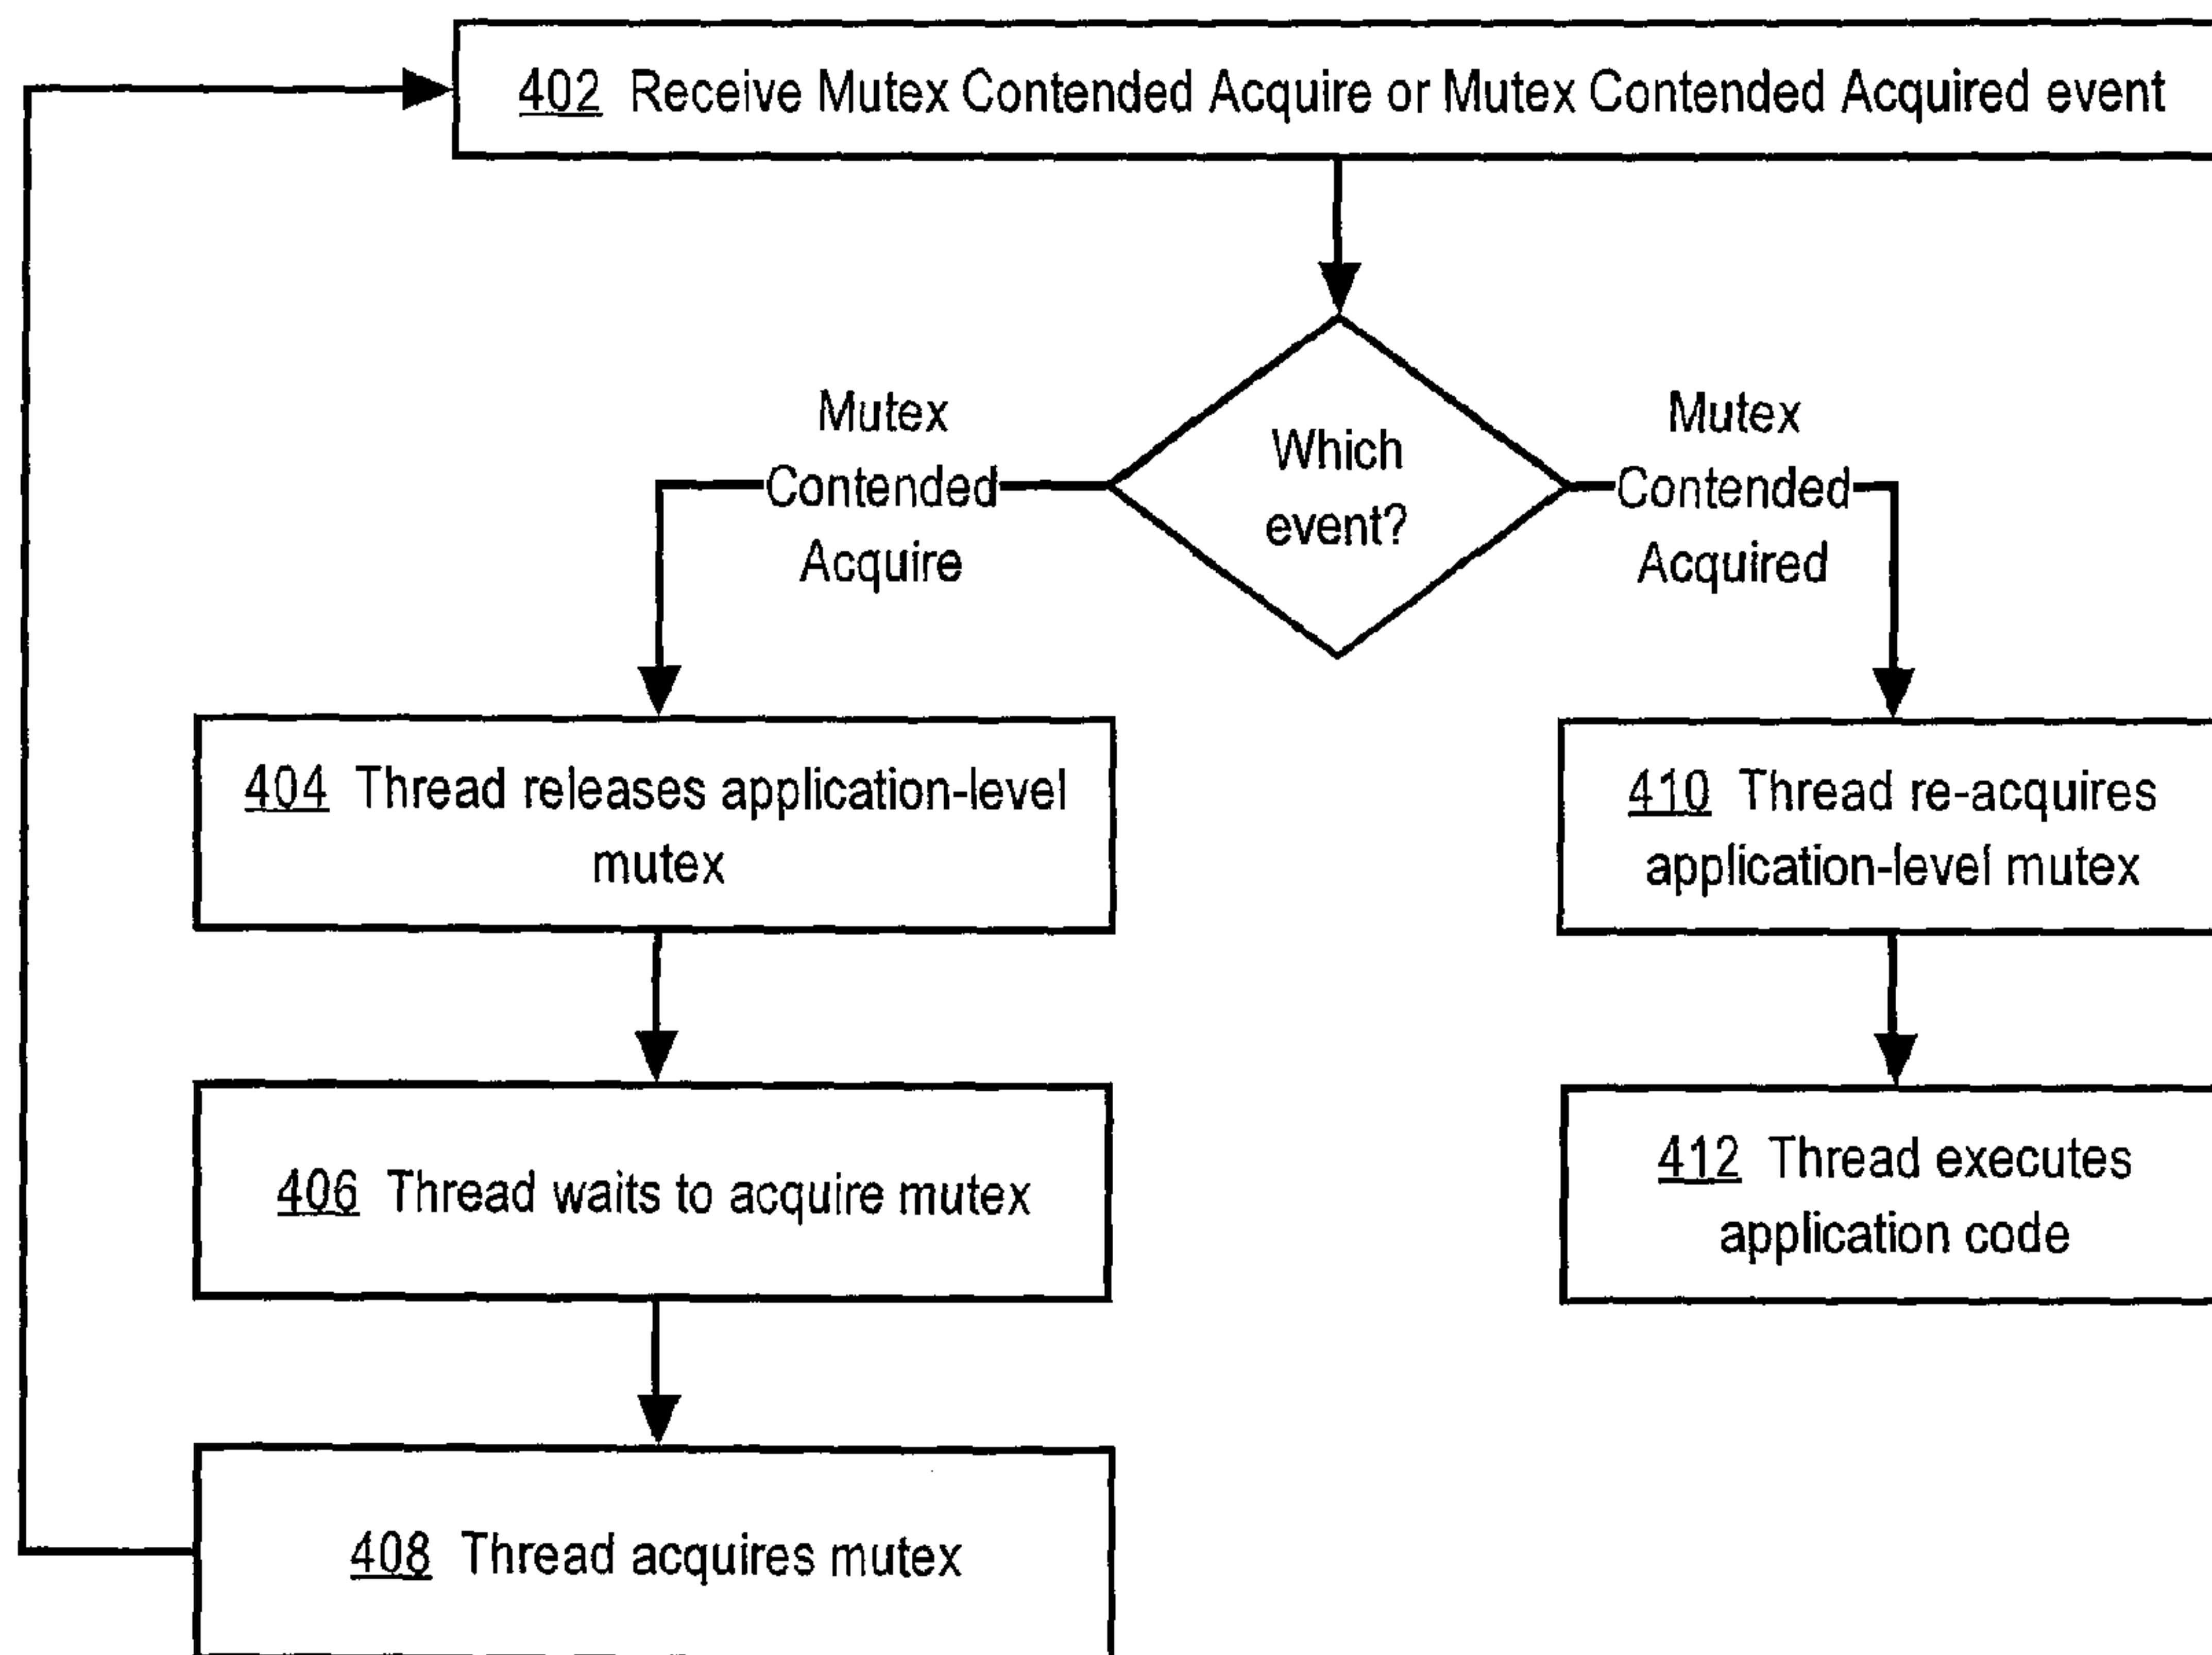 402 Receive Mutex Contended Acquire or Mutex Contended Acquired event
Which
event?
Mutex
Contended
Acquire
Mutex
Contended
Acquired
404 Thread releases application-level
mutex
406 Thread waits to acquire mutex
408 Thread acquires mutex
410 Thread re-acquires
application-level mutex
412 Thread executes
application code